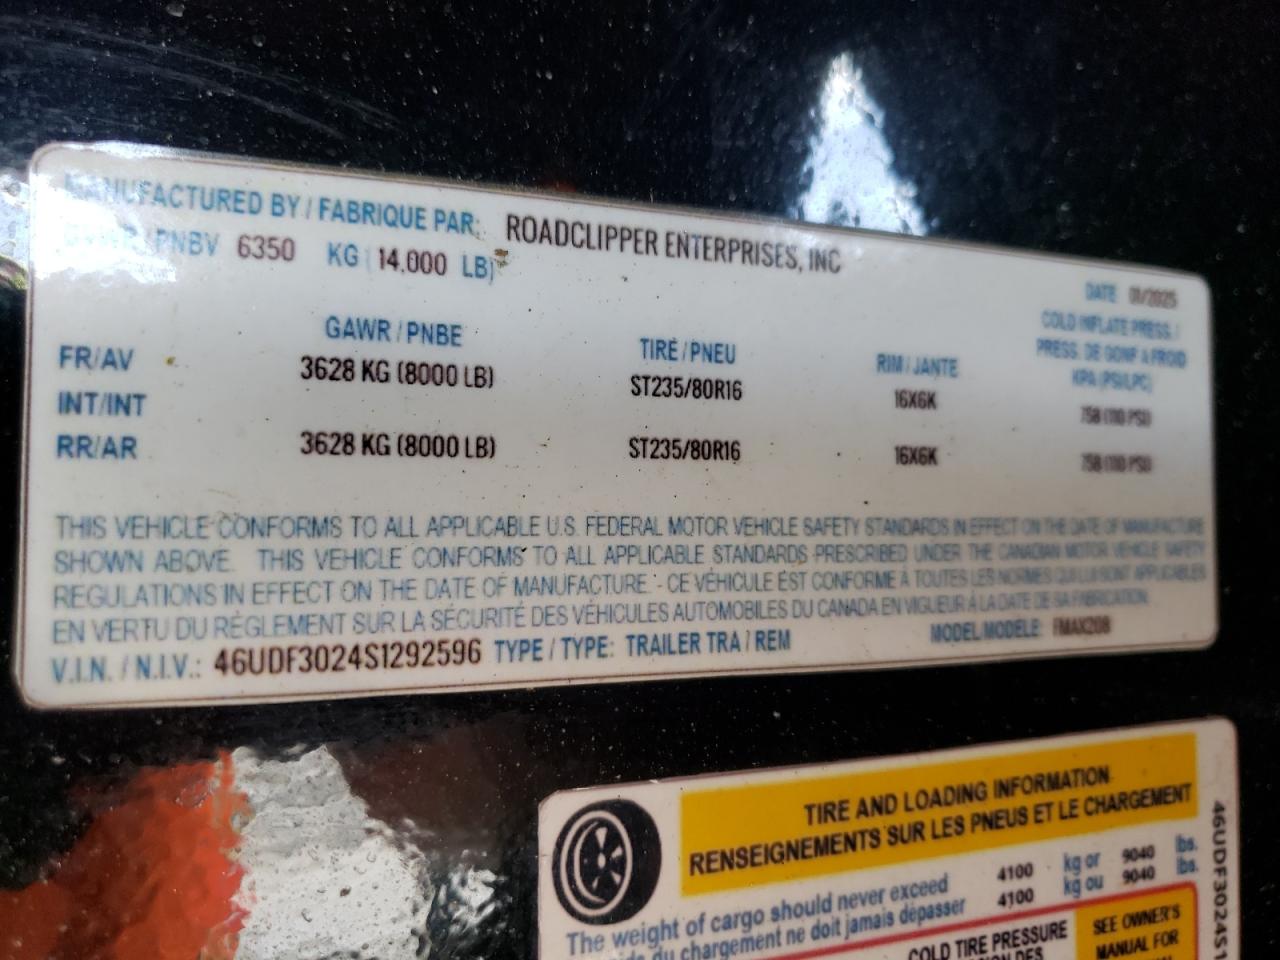 MANUFACTURED BY / FABRIQUE PAR: ROADCLIPPER ENTERPRISES, INC
GVWR / PNBV 6350 KG (14,000 LB)
DATE 01/2025
GAWR / PNBE TIRE / PNEU RIM / JANTE COLD INFLATE PRESS. /
PRESS. DE GONF A FROID
KPA (PSI/LPC)
FR/AV 3628 KG (8000 LB) ST235/80R16 16X6K 758 (110 PSI)
INT/INT
RR/AR 3628 KG (8000 LB) ST235/80R16 16X6K 758 (110 PSI)
THIS VEHICLE CONFORMS TO ALL APPLICABLE U.S. FEDERAL MOTOR VEHICLE SAFETY STANDARDS IN EFFECT ON THE DATE OF MANUFACTURE
SHOWN ABOVE. THIS VEHICLE CONFORMS TO ALL APPLICABLE STANDARDS PRESCRIBED UNDER THE CANADIAN MOTOR VEHICLE SAFETY
REGULATIONS IN EFFECT ON THE DATE OF MANUFACTURE. - CE VÉHICULE EST CONFORME À TOUTES LES NORMES QUI LUI SONT APPLICABLES
EN VERTU DU RÉGLEMENT SUR LA SÉCURITÉ DES VÉHICULES AUTOMOBILES DU CANADA EN VIGUEUR À LA DATE DE SA FABRICATION.
V.I.N. / N.I.V.: 46UDF3024S1292596 TYPE / TYPE: TRAILER TRA / REM MODEL/MODELE: FMAX208
TIRE AND LOADING INFORMATION
RENSEIGNEMENTS SUR LES PNEUS ET LE CHARGEMENT
The weight of cargo should never exceed 4100 kg or 9040 lbs.
du chargement ne doit jamais dépasser 4100 kg ou 9040 lbs.
COLD TIRE PRESSURE
SEE OWNER'S
MANUAL FOR
46UDF3024S1